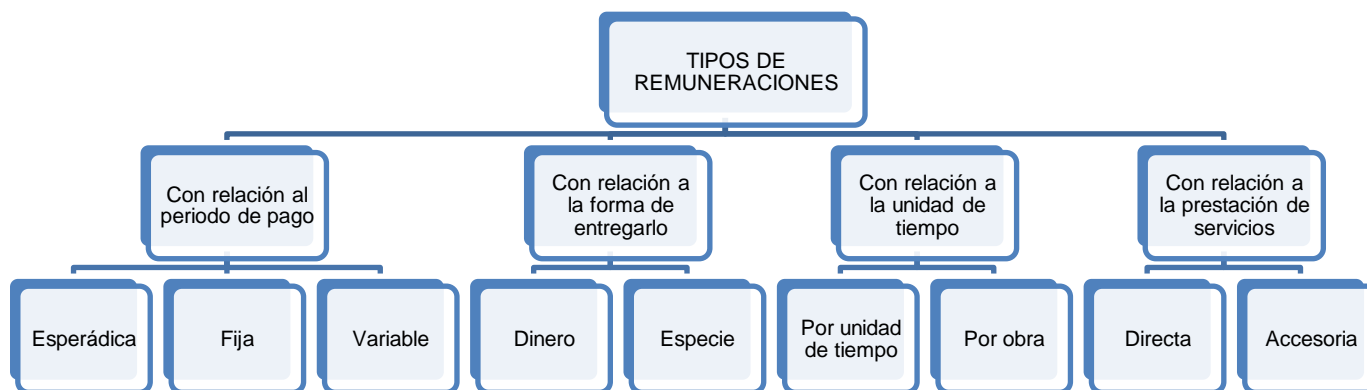 TIPOS DE
REMUNERACIONES
Con relación al
periodo de pago
Con relación a
la forma de
entregarlo
Con relación a
la unidad de
tiempo
Con relación a
la prestación de
servicios
Esperádica
Fija
Variable
Dinero
Especie
Por unidad
de tiempo
Por obra
Directa
Accesoria